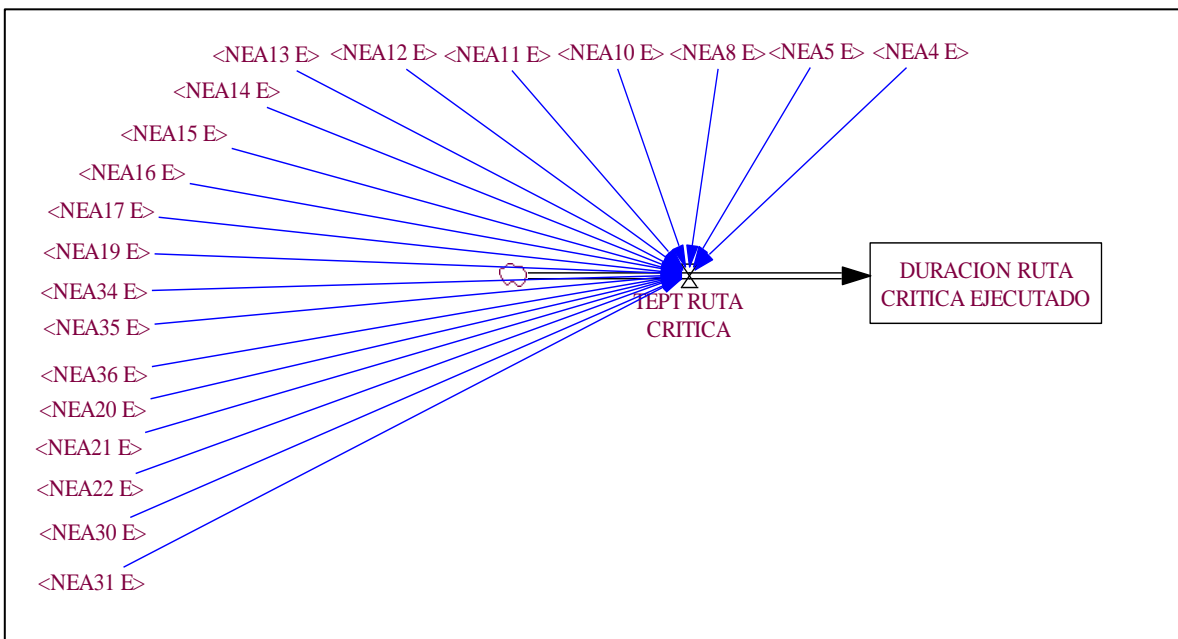 <NEA13 E> <NEA12 E> <NEA11 E> <NEA10 E> <NEA8 E> <NEA5 E> <NEA4 E>
<NEA14 E>
<NEA15 E>
<NEA16 E>
<NEA17 E>
<NEA19 E>
<NEA34 E>
<NEA35 E>
<NEA36 E>
<NEA20 E>
<NEA21 E>
<NEA22 E>
<NEA30 E>
<NEA31 E>
TEPT RUTA
CRITICA
DURACION RUTA
CRITICA EJECUTADO